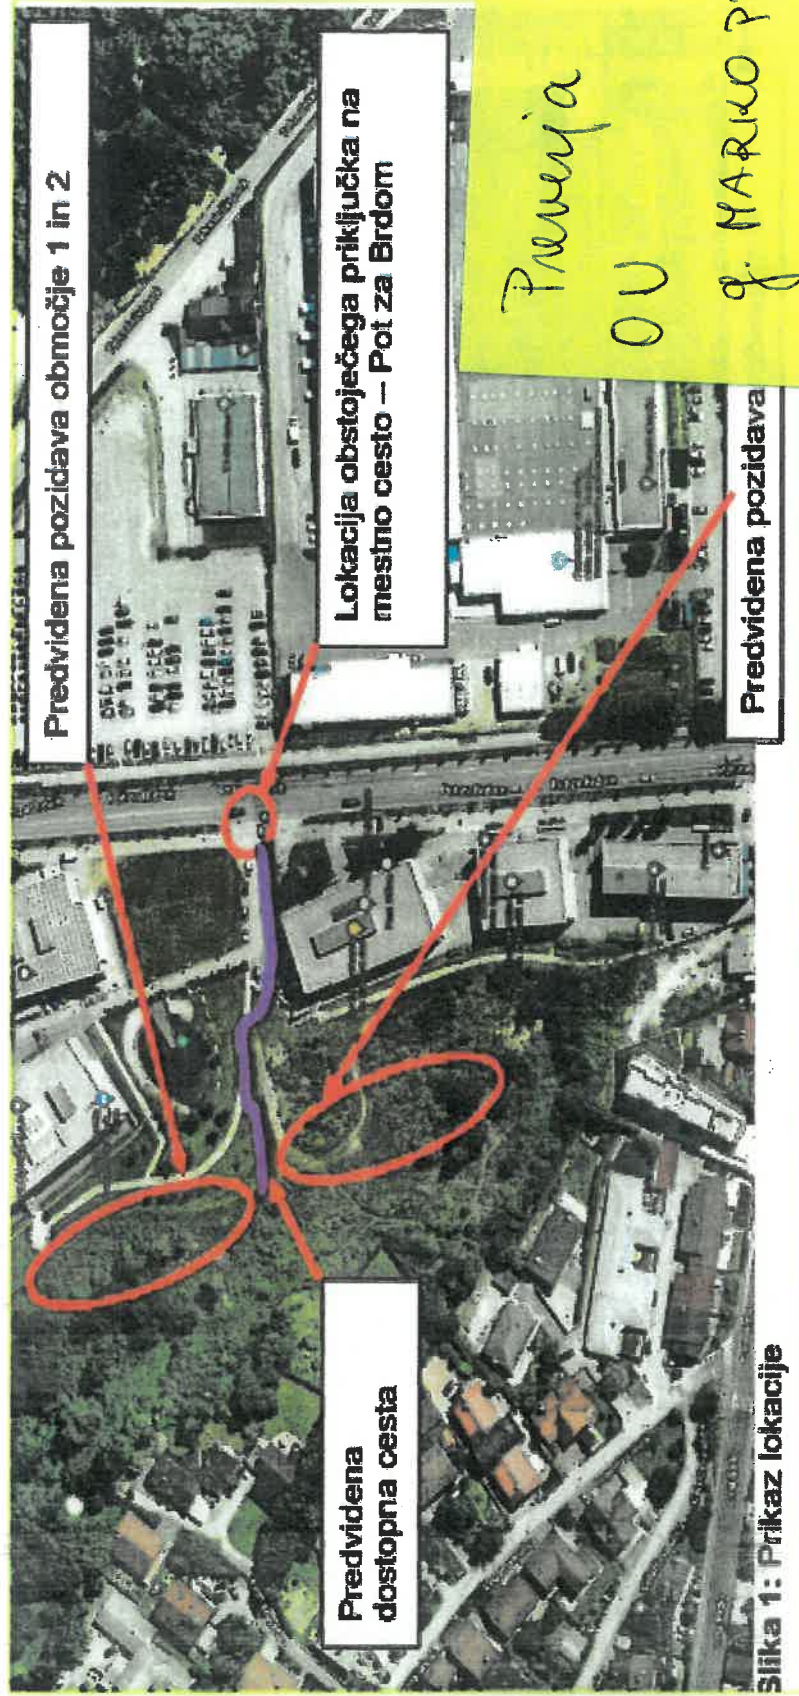 Predvidena pozidava območje 1 in 2
Lokacija obstoječega priključka na
mestno cesto – Pot za Brdom
Preverja
OU
g. MARKO
Predvidena pozidava
Predvidena
dostopna cesta
Slika 1: Prikaz lokacije